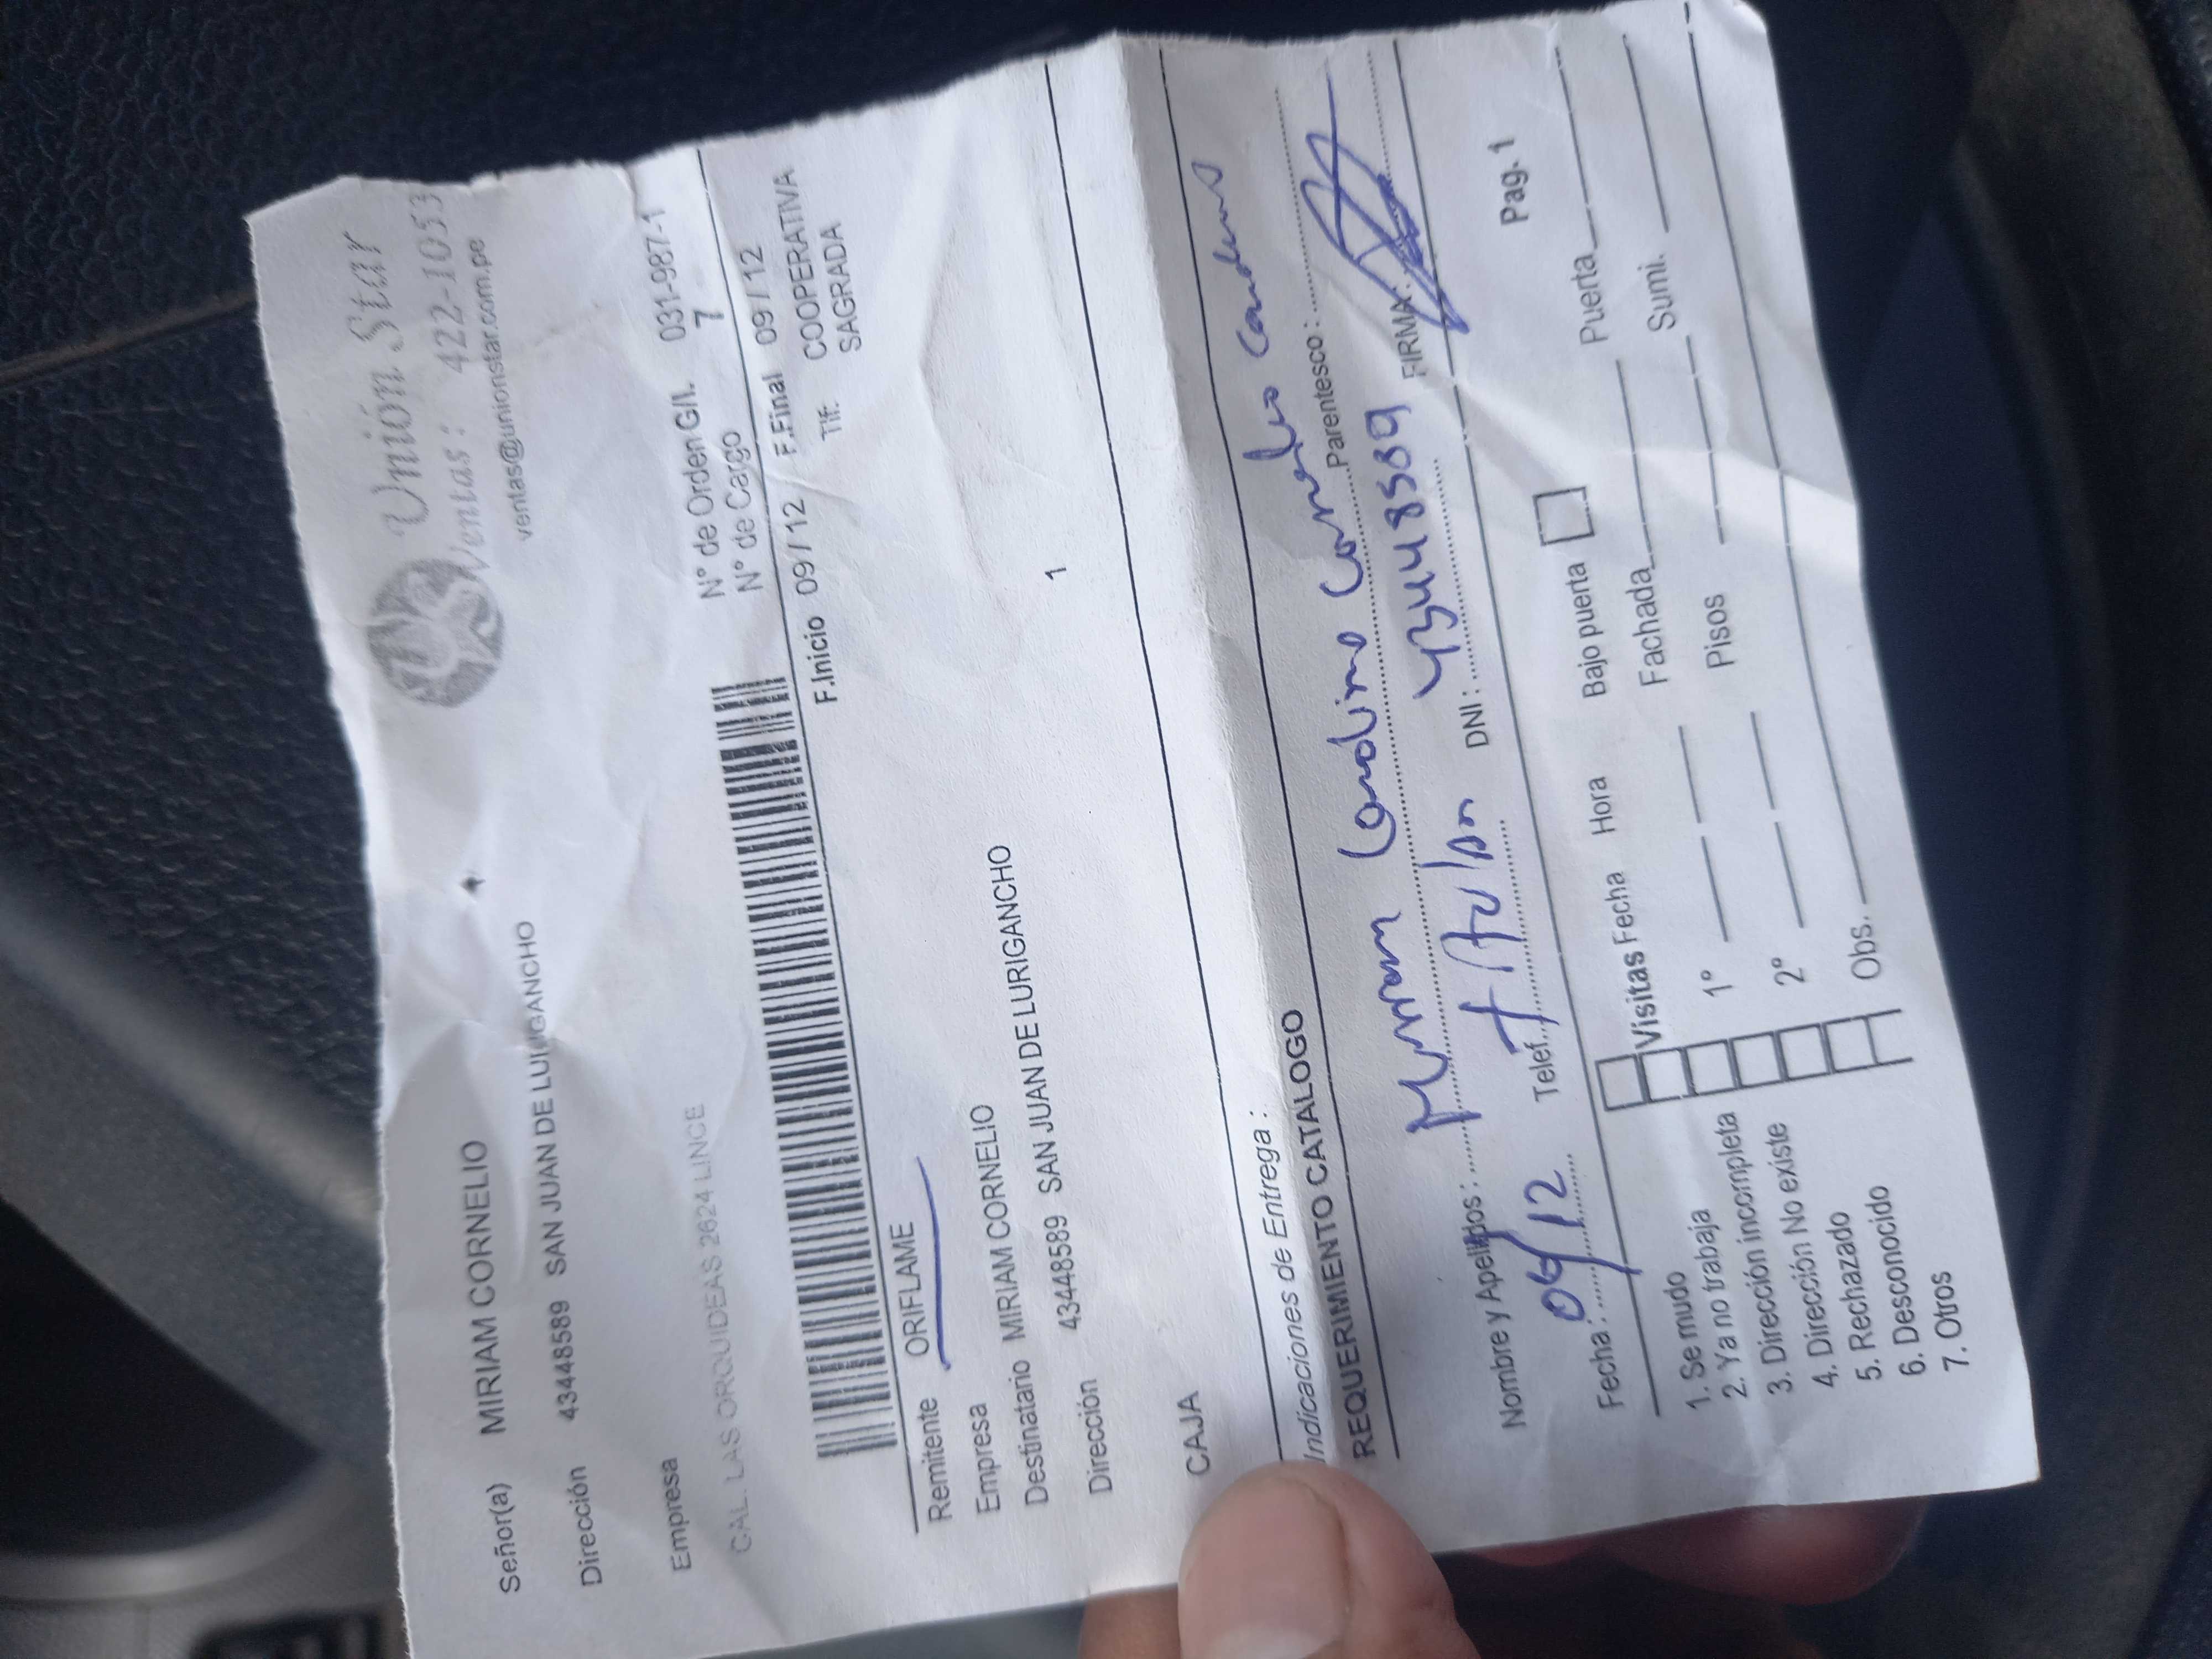 Unión Star
Ventas: 422-1053
ventas@unionstar.com.pe
Señor(a) MIRIAM CORNELIO
Dirección 43448589 SAN JUAN DE LURIGANCHO
Empresa
CAL. LAS ORQUIDEAS 2624 LINCE
N° de Orden G/I. 031-987-1
N° de Cargo 7
F.Inicio 09/12 F.Final 09/12
Remitente ORIFLAME
Tlf. COOPERATIVA
SAGRADA
Empresa
Destinatario MIRIAM CORNELIO
Dirección 43448589 SAN JUAN DE LURIGANCHO
CAJA 1
Indicaciones de Entrega :
REQUERIMIENTO CATALOGO
Nombre y Apellidos : Parentesco :
Fecha : 09/12 Telef. DNI : 43448589 FIRMA :
Pag. 1
Visitas Fecha Hora Bajo puerta Puerta
1. Se mudo
2. Ya no trabaja 1° Fachada Sumi.
3. Dirección incompleta
4. Dirección No existe 2° Pisos
5. Rechazado
6. Desconocido Obs.
7. Otros